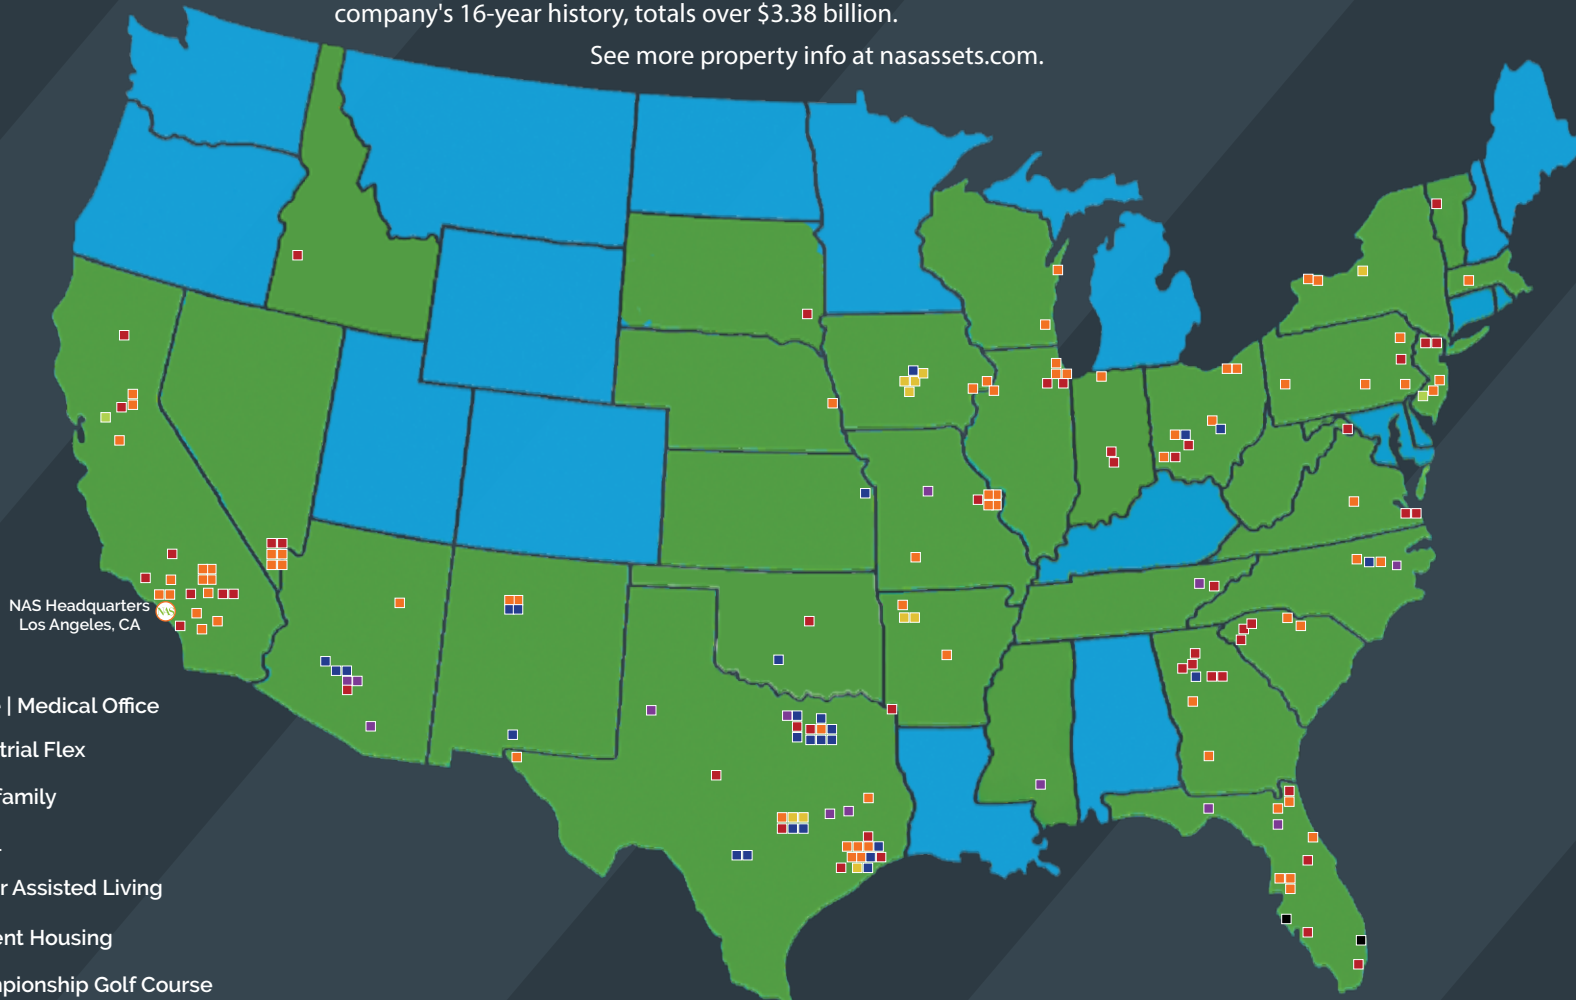 company's 16-year history, totals over $3.38 billion.
See more property info at nasassets.com.
NAS Headquarters
Los Angeles, CA
| Medical Office
trial Flex
family
r Assisted Living
ent Housing
pionship Golf Course